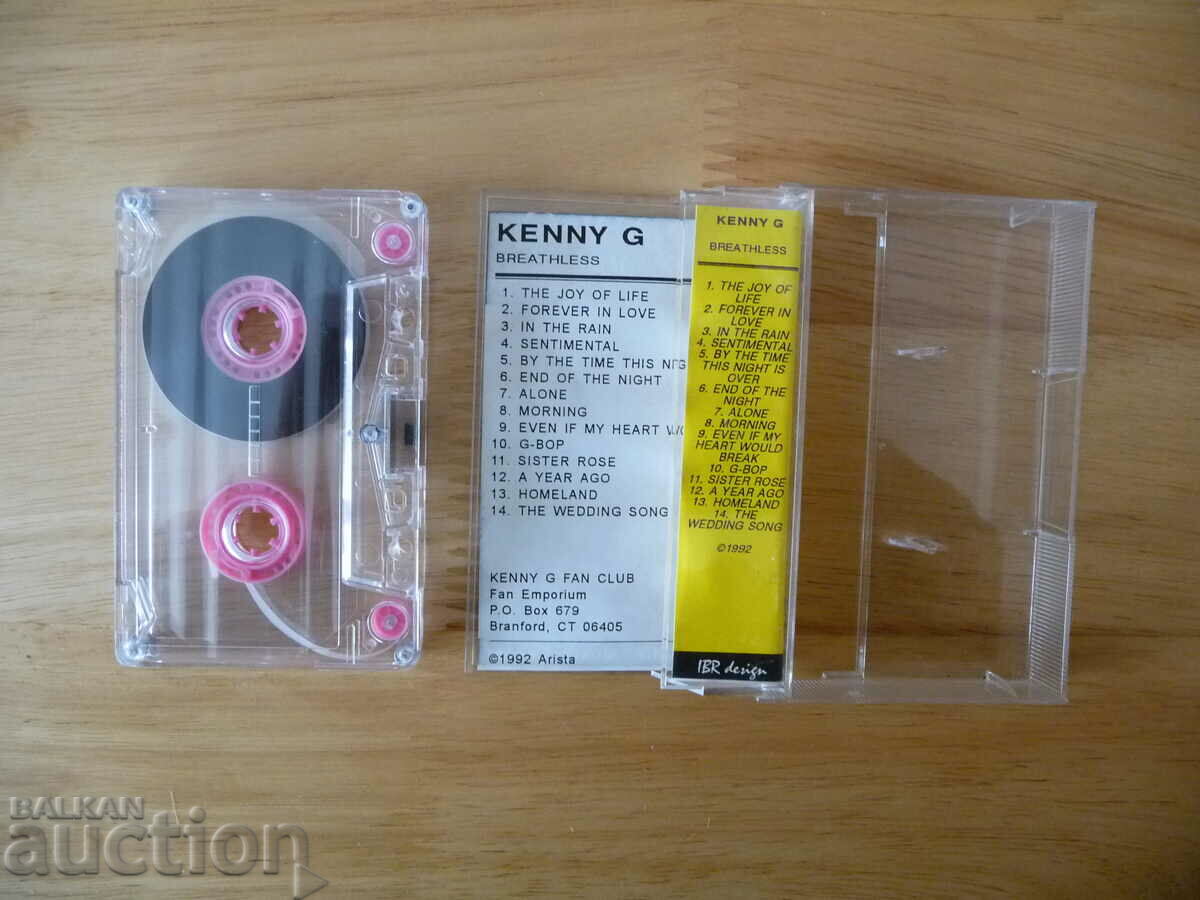 KENNY G
BREATHLESS
1. THE JOY OF LIFE
2. FOREVER IN LOVE
3. IN THE RAIN
4. SENTIMENTAL
5. BY THE TIME THIS NIG
6. END OF THE NIGHT
7. ALONE
8. MORNING
9. EVEN IF MY HEART WO
10. G-BOP
11. SISTER ROSE
12. A YEAR AGO
13. HOMELAND
14. THE WEDDING SONG
KENNY G FAN CLUB
Fan Emporium
P.O. Box 679
Branford, CT 06405
©1992 Arista
KENNY G
BREATHLESS
1. THE JOY OF
LIFE
2. FOREVER IN
LOVE
3. IN THE RAIN
4. SENTIMENTAL
5. BY THE TIME
THIS NIGHT IS
OVER
6. END OF THE
NIGHT
7. ALONE
8. MORNING
9. EVEN IF MY
HEART WOULD
BREAK
10. G-BOP
11. SISTER ROSE
12. A YEAR AGO
13. HOMELAND
14. THE
WEDDING SONG
©1992
IBR design
BALKAN
auction